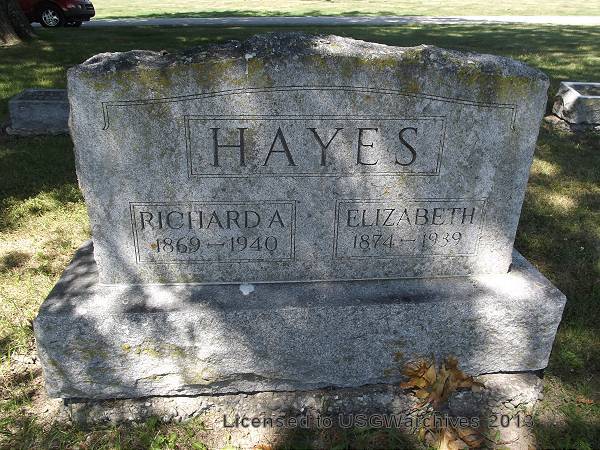 HAYES
RICHARD A.
1869–1940
ELIZABETH
1874–1939
Licensed to USGWarchives 2013